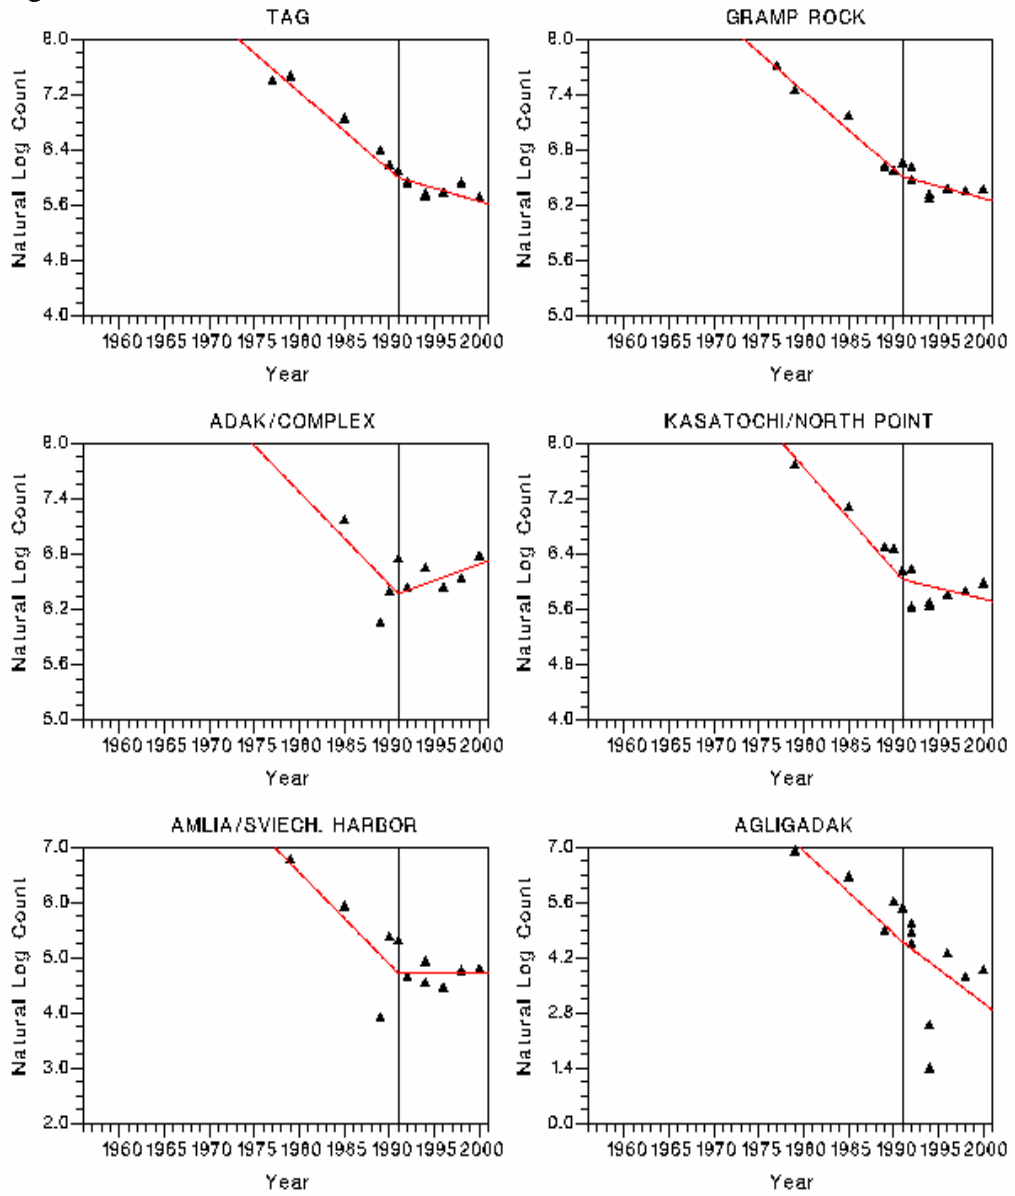 TAG
Natural Log Count
8.0
7.2
6.4
5.6
4.8
4.0
1960 1965 1970 1975 1980 1985 1990 1995 2000
Year
GRAMP ROCK
Natural Log Count
8.0
7.4
6.8
6.2
5.6
5.0
1960 1965 1970 1975 1980 1985 1990 1995 2000
Year
ADAK/COMPLEX
Natural Log Count
8.0
7.4
6.8
6.2
5.6
5.0
1960 1965 1970 1975 1980 1985 1990 1995 2000
Year
KASATOCHI/NORTH POINT
Natural Log Count
8.0
7.2
6.4
5.6
4.8
4.0
1960 1965 1970 1975 1980 1985 1990 1995 2000
Year
AMLIA/SVIECH. HARBOR
Natural Log Count
7.0
6.0
5.0
4.0
3.0
2.0
1960 1965 1970 1975 1980 1985 1990 1995 2000
Year
AGLIGADAK
Natural Log Count
7.0
5.6
4.2
2.8
1.4
0.0
1960 1965 1970 1975 1980 1985 1990 1995 2000
Year